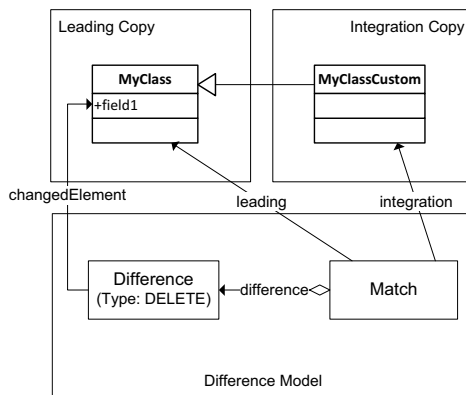 Leading Copy
Integration Copy
MyClass
MyClassCustom
+field1
changedElement
leading
integration
Difference
(Type: DELETE)
difference
Match
Difference Model